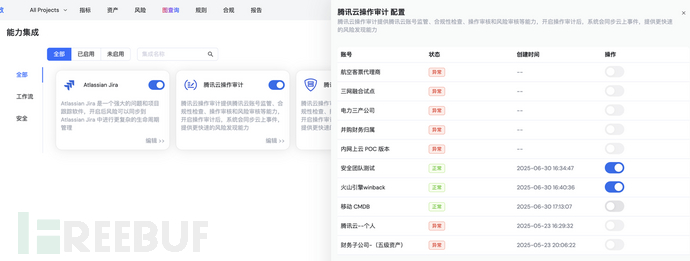 All Projects
指标
资产
风险
图查询
规则
合规
报告
能力集成
全部
已启用
未启用
集成名称
全部
工作流
安全
Atlassian Jira
Atlassian Jira 是一个强大的问题和项目
跟踪软件，开启后风险可以同步到
Atlassian Jira 中进行更复杂的生命周期
管理
编辑 >>
腾讯云操作审计
腾讯云操作审计提供腾讯云账号监管、合
规性检查、操作审核和风险审核等能力，
开启操作审计后，系统会同步云上事件，
提供更快速的风险发现能力
编辑 >>
FREEBUF
腾讯云操作审计 配置
腾讯云操作审计提供腾讯云账号监管、合规性检查、操作审核和风险审核等能力，开启操作审计后，系统会同步云上事件，提供更快速
的风险发现能力
账号 状态 创建时间 操作
航空客票代理商 异常 --
三网融合试点 异常 --
电力三产公司 异常 --
并购财务归属 异常 --
内网上云 POC 版本 异常 --
安全团队测试 正常 2025-06-30 16:34:47
火山引擎winback 正常 2025-06-30 16:40:36
移动 CMDB 正常 2025-06-30 17:13:07
腾讯云--个人 异常 2025-05-23 16:29:32
财务子公司-（五级资产） 异常 2025-05-23 20:06:22